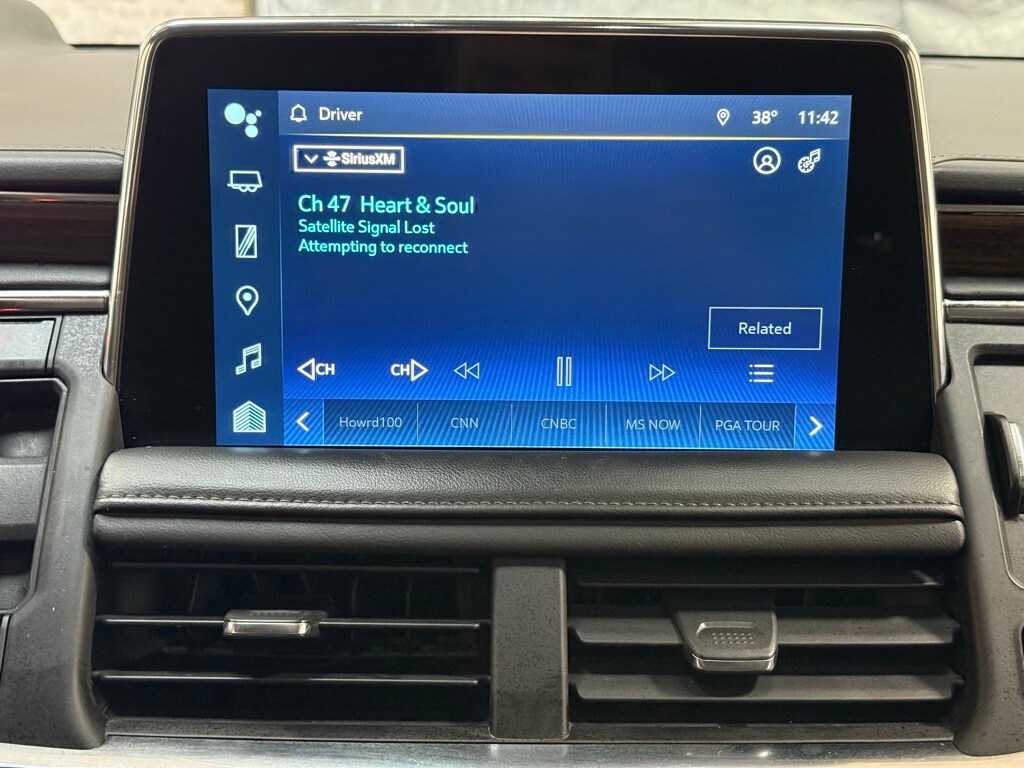 Driver
38° 11:42
SiriusXM
Ch 47 Heart & Soul
Satellite Signal Lost
Attempting to reconnect
Related
CH CH
Howrd100 CNN CNBC MS NOW PGA TOUR